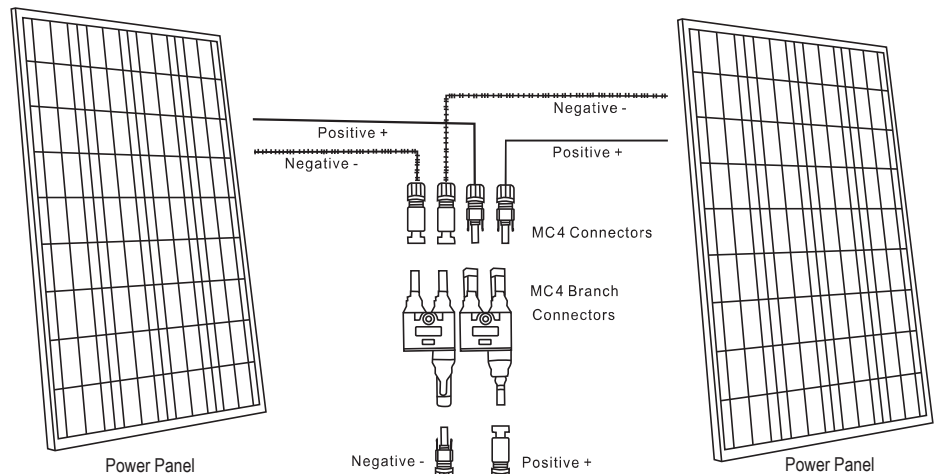 Negative -
Positive +
Positive +
Negative -
MC4 Connectors
MC4 Branch
Connectors
Power Panel
Negative -
Positive +
Power Panel